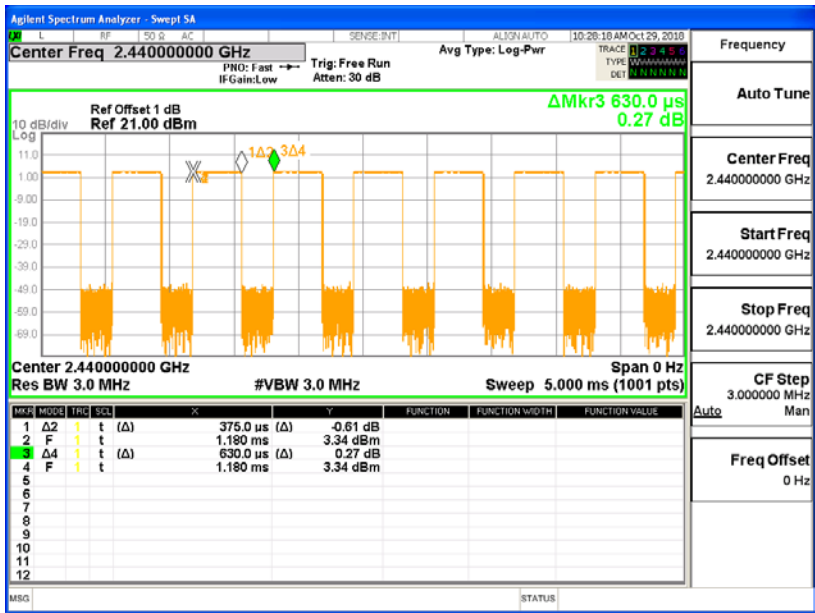 Agilent Spectrum Analyzer - Swept SA
LXI L RF 50 Ω AC SENSE:INT ALIGN AUTO 10:28:18 AM Oct 29, 2018
Center Freq 2.440000000 GHz
PNO: Fast
IFGain:Low
Trig: Free Run
Atten: 30 dB
Avg Type: Log-Pwr
TRACE 1 2 3 4 5 6
TYPE W
DET N N N N N N
Frequency
Auto Tune
Center Freq
2.440000000 GHz
Start Freq
2.440000000 GHz
Stop Freq
2.440000000 GHz
CF Step
3.000000 MHz
Auto Man
Freq Offset
0 Hz
ΔMkr3 630.0 µs
0.27 dB
Ref Offset 1 dB
10 dB/div Ref 21.00 dBm
Log
11.0
1.00
-9.00
-19.0
-29.0
-39.0
-49.0
-59.0
-69.0
1Δ2 3Δ4
Center 2.440000000 GHz Span 0 Hz
Res BW 3.0 MHz #VBW 3.0 MHz Sweep 5.000 ms (1001 pts)
MKR MODE TRC SCL X Y FUNCTION FUNCTION WIDTH FUNCTION VALUE
1 Δ2 1 t (Δ) 375.0 µs (Δ) -0.61 dB
2 F 1 t 1.180 ms 3.34 dBm
3 Δ4 1 t (Δ) 630.0 µs (Δ) 0.27 dB
4 F 1 t 1.180 ms 3.34 dBm
5
6
7
8
9
10
11
12
MSG STATUS